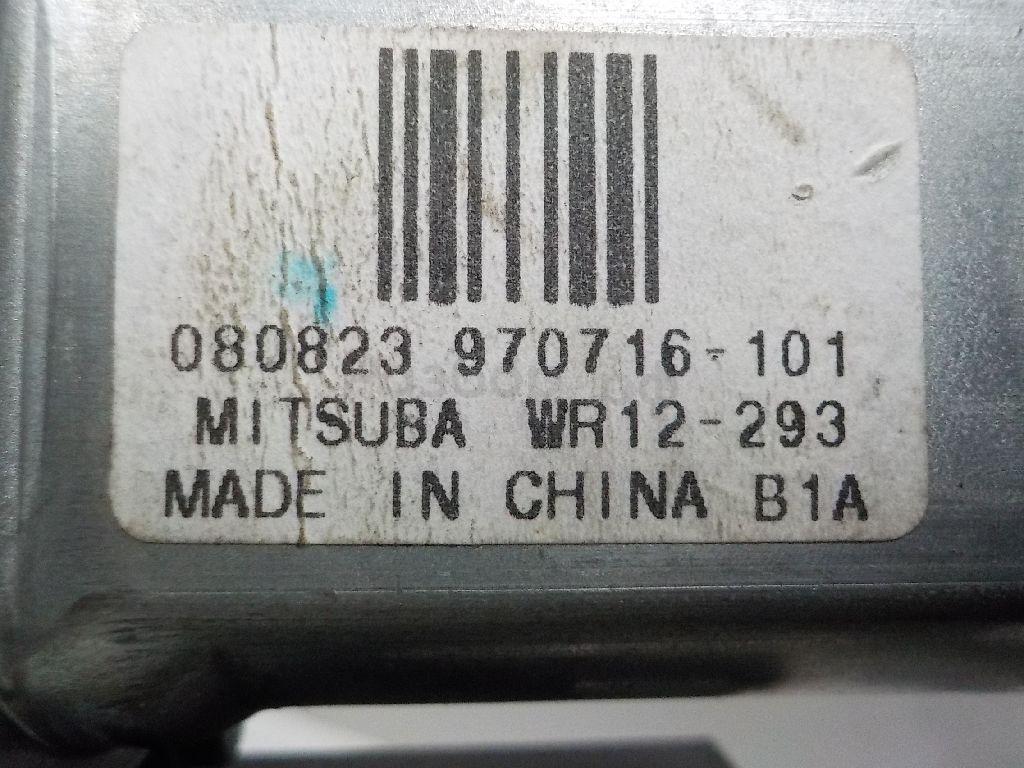 080823 970716-101
MITSUBA WR12-293
MADE IN CHINA B1A